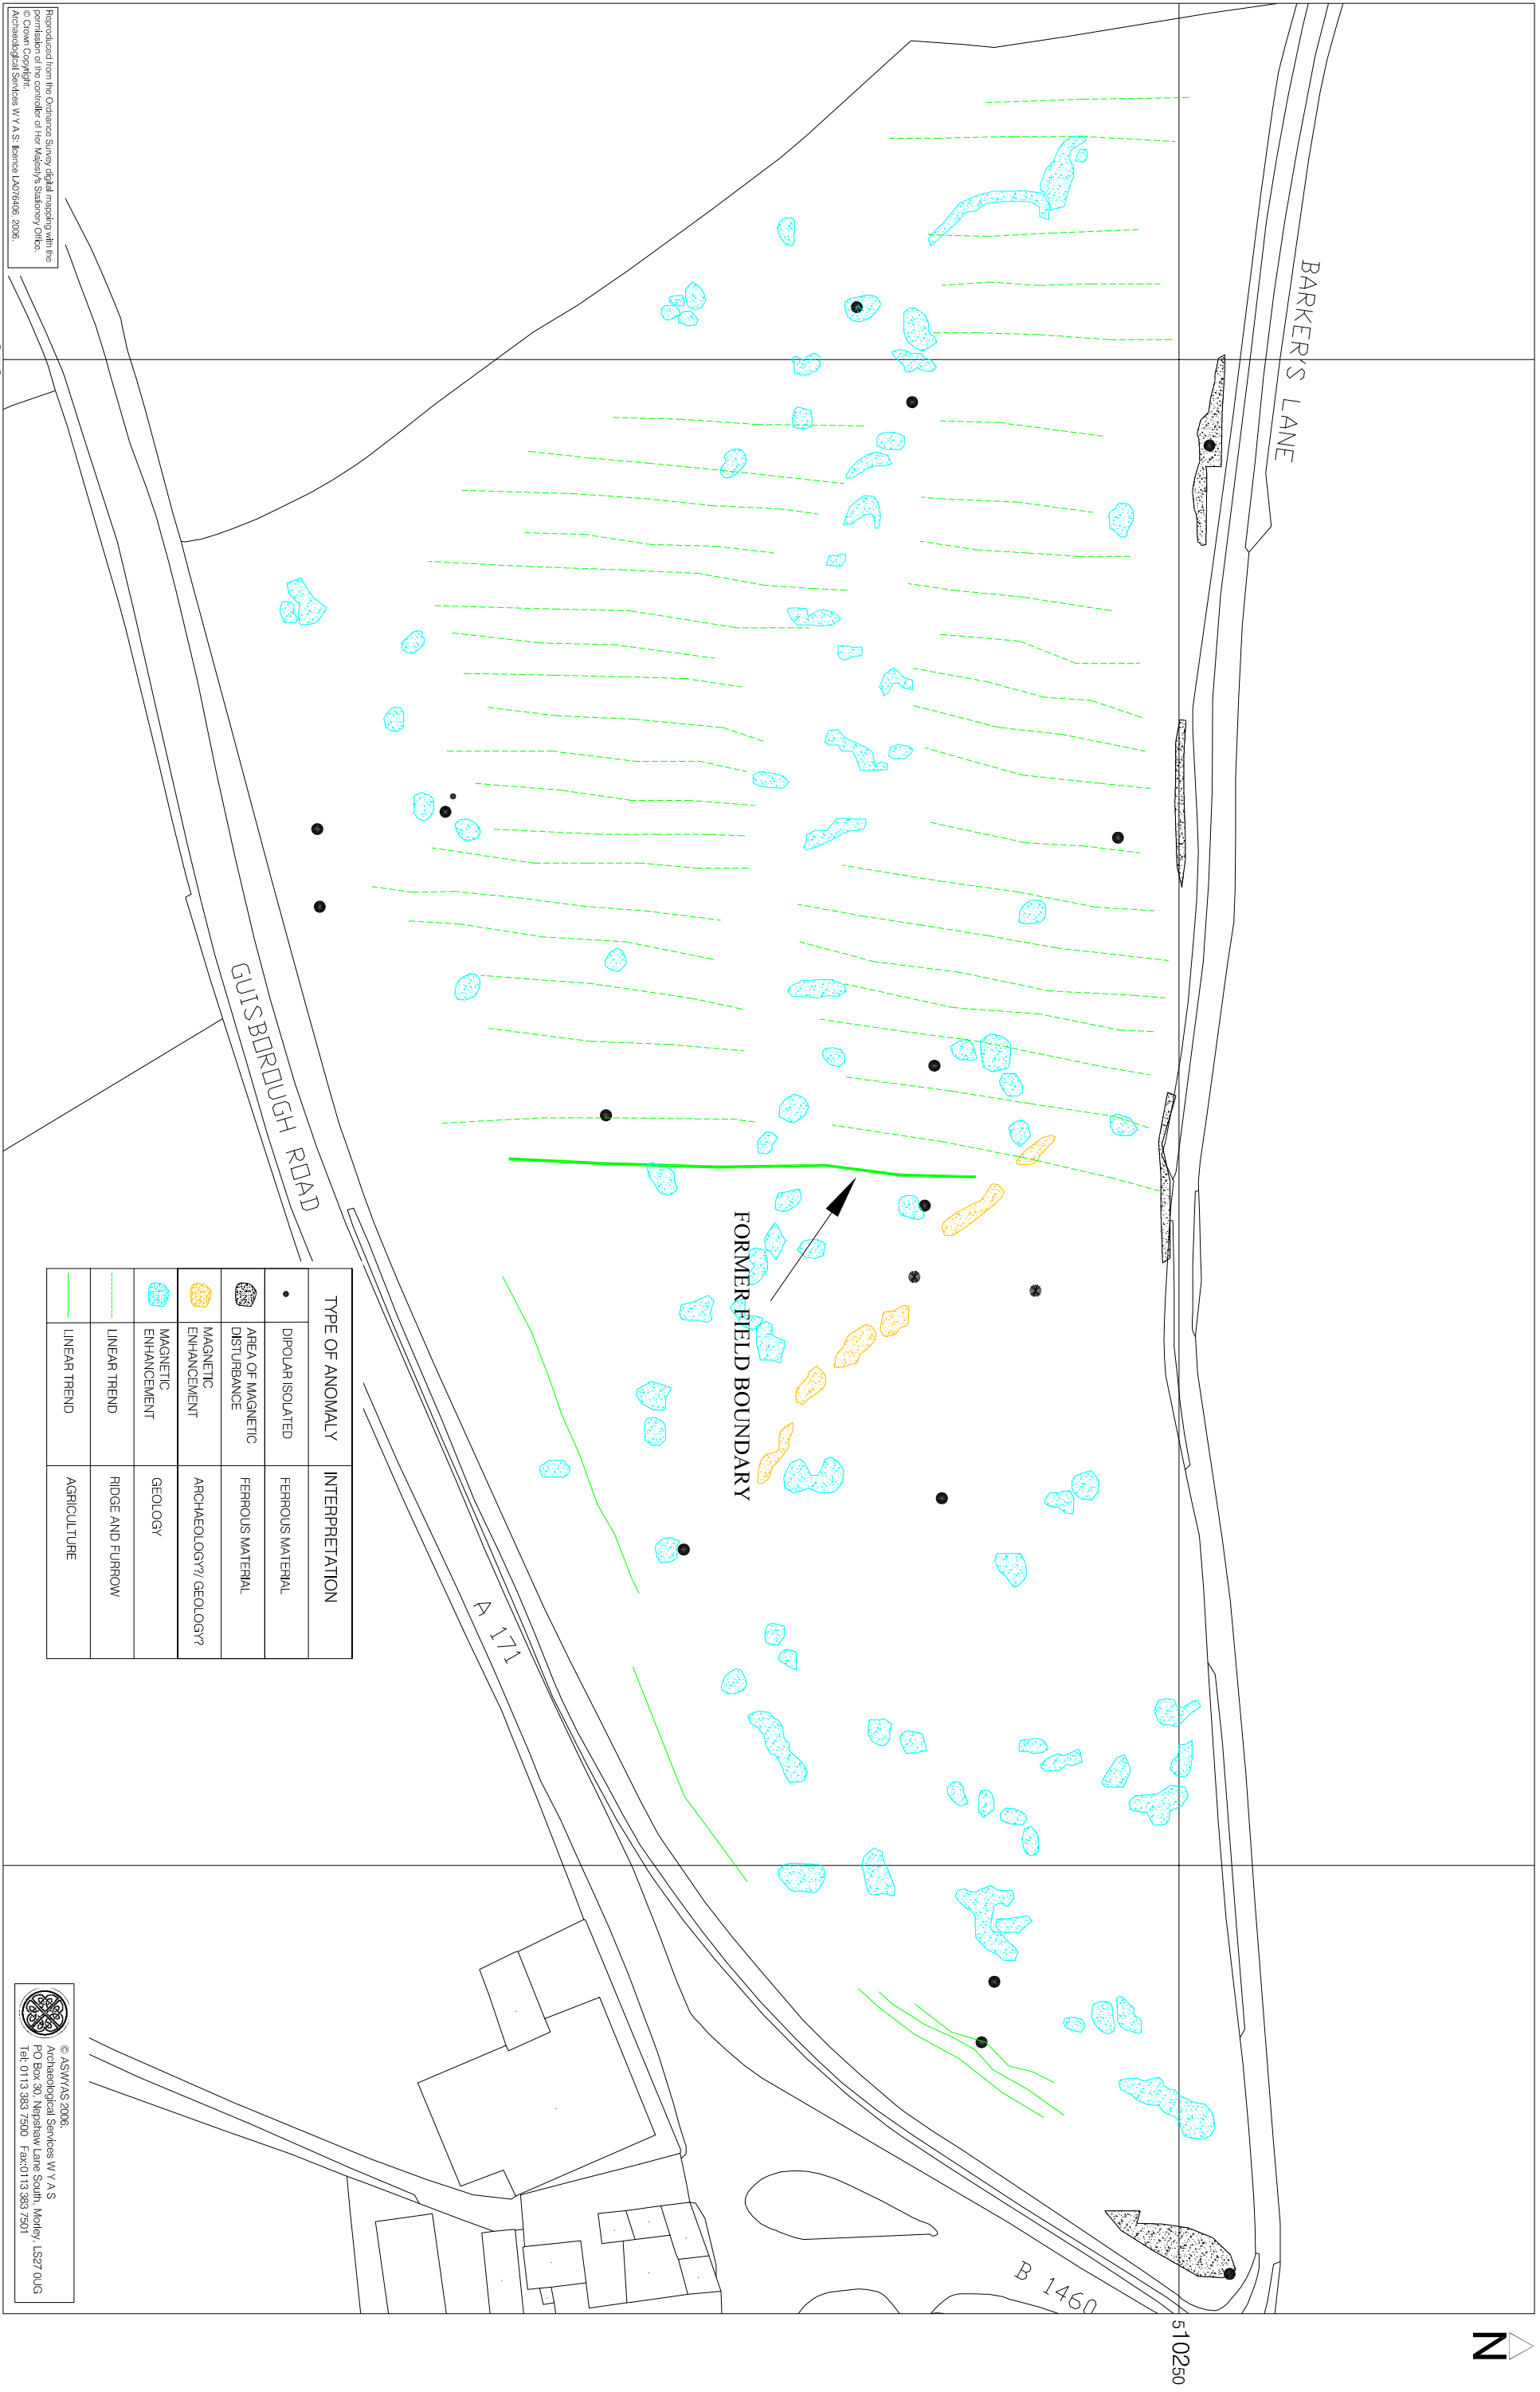 BARKER'S LANE
GUISBOROUGH ROAD
A 171
B 1460
FORMER FIELD BOUNDARY
510250
N
TYPE OF ANOMALY INTERPRETATION
DIPOLAR ISOLATED FERROUS MATERIAL
AREA OF MAGNETIC
DISTURBANCE FERROUS MATERIAL
MAGNETIC
ENHANCEMENT ARCHAEOLOGY?/ GEOLOGY?
MAGNETIC
ENHANCEMENT GEOLOGY
LINEAR TREND RIDGE AND FURROW
LINEAR TREND AGRICULTURE
Reproduced from the Ordnance Survey digital mapping with the
permission of the controller of Her Majesty's Stationery Office.
© Crown Copyright.
Archaeological Services W Y A S: licence LA076406, 2006.
© ASWYAS 2006.
Archaeological Services W Y A S
PO Box 30, Nepshaw Lane South, Morley, LS27 0UG
Tel: 0113 383 7500 Fax:0113 383 7501